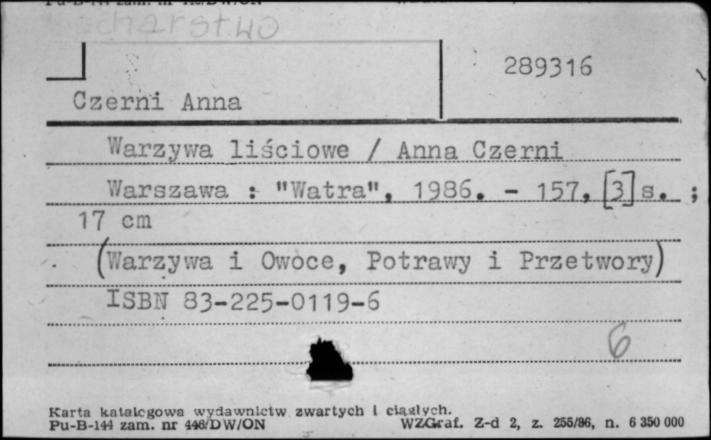 289316
Czerni Anna
Warzywa liściowe / Anna Czerni
Warszawa : "Watra", 1986. - 157, [3] s. ;
17 cm
(Warzywa i Owoce, Potrawy i Przetwory)
ISBN 83-225-0119-6
6
Karta katalogowa wydawnictw zwartych i ciągłych.
Pu-B-144 zam. nr 446/DW/ON WZGraf. Z-d 2, z. 255/86, n. 6 350 000